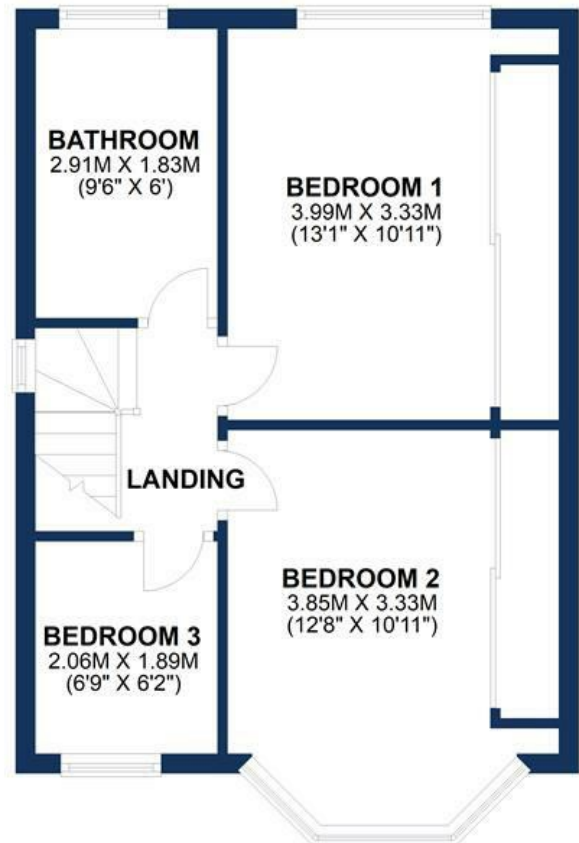 BATHROOM
2.91M X 1.83M
(9'6" X 6')
BEDROOM 1
3.99M X 3.33M
(13'1" X 10'11")
LANDING
BEDROOM 2
3.85M X 3.33M
(12'8" X 10'11")
BEDROOM 3
2.06M X 1.89M
(6'9" X 6'2")